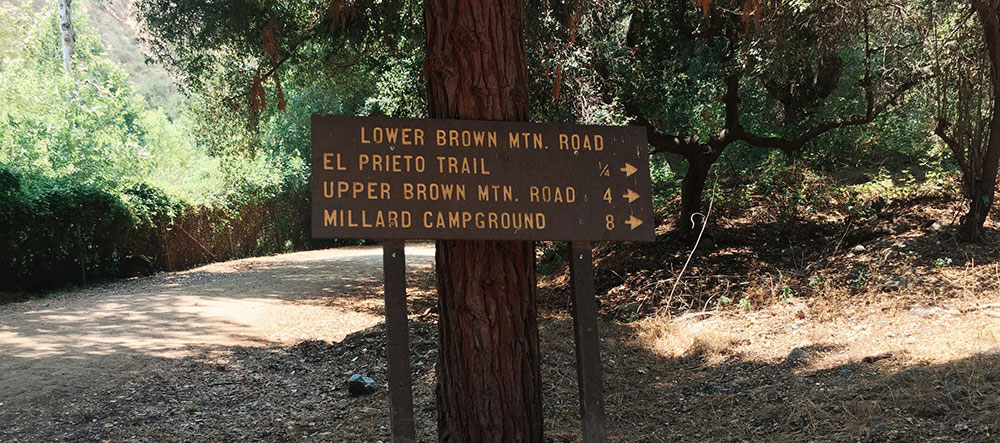 LOWER BROWN MTN. ROAD
EL PRIETO TRAIL ¼ →
UPPER BROWN MTN. ROAD 4 →
MILLARD CAMPGROUND 8 →